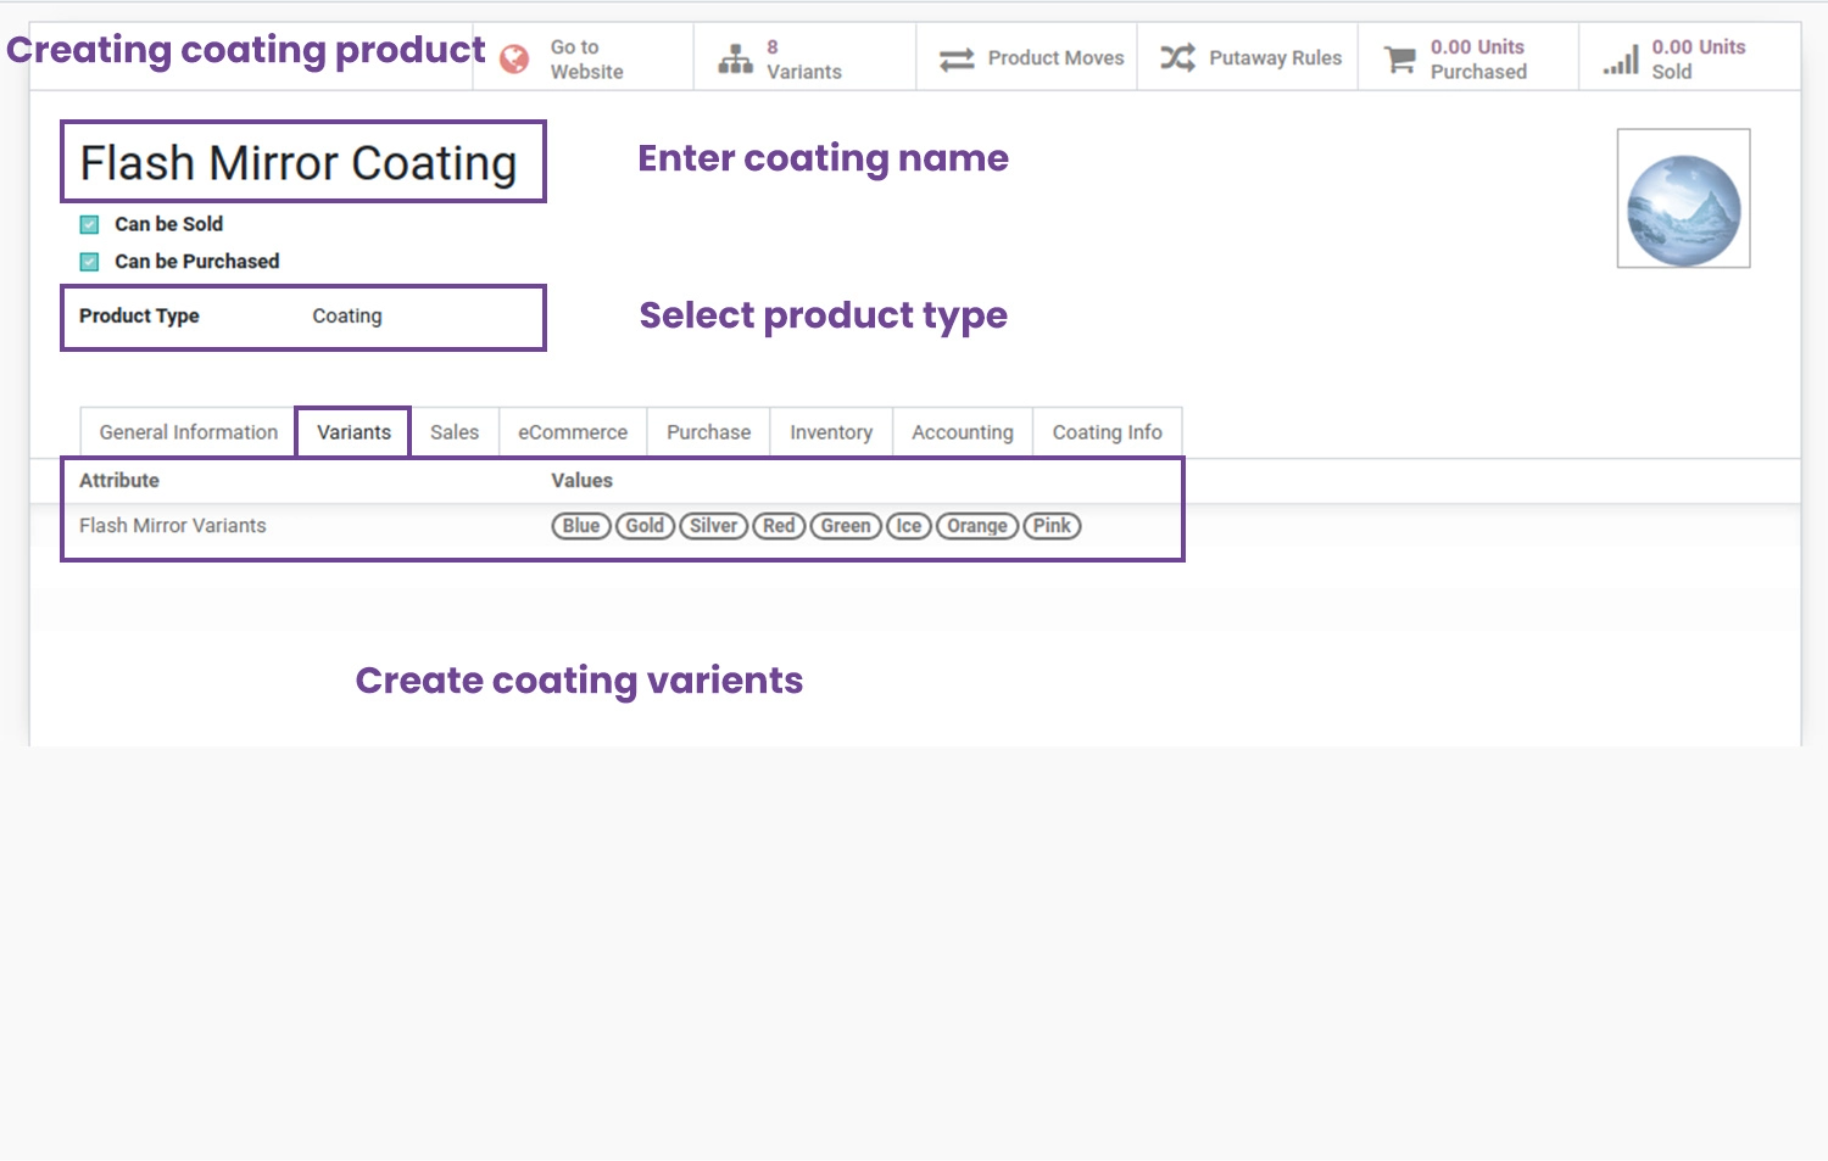 Creating coating product
Go to
Website
8
Variants
Product Moves
Putaway Rules
0.00 Units
Purchased
0.00 Units
Sold
Flash Mirror Coating
Enter coating name
Can be Sold
Can be Purchased
Product Type Coating
Select product type
General Information Variants Sales eCommerce Purchase Inventory Accounting Coating Info
Attribute Values
Flash Mirror Variants Blue Gold Silver Red Green Ice Orange Pink
Create coating varients